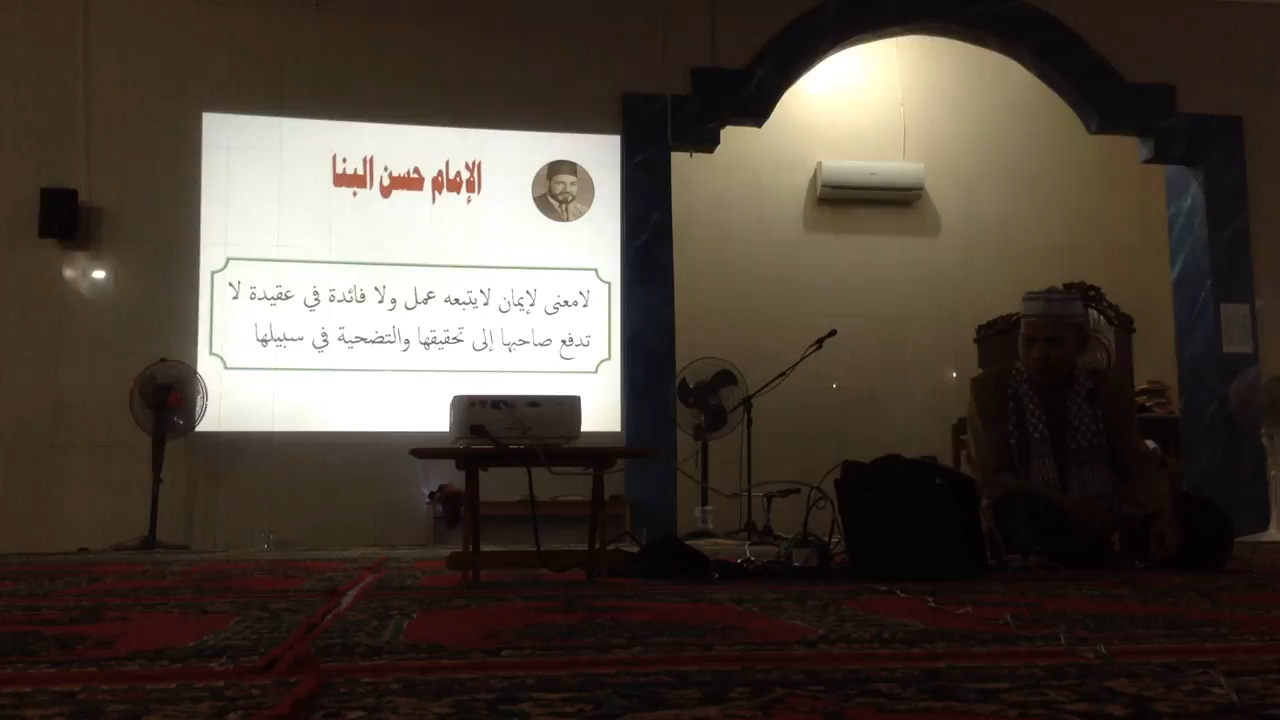 الإمام حسن البنا
لامعنى لإيمان لايتبعه عمل ولا فائدة في عقيدة لا
تدفع صاحبها إلى تحقيقها والتضحية في سبيلها